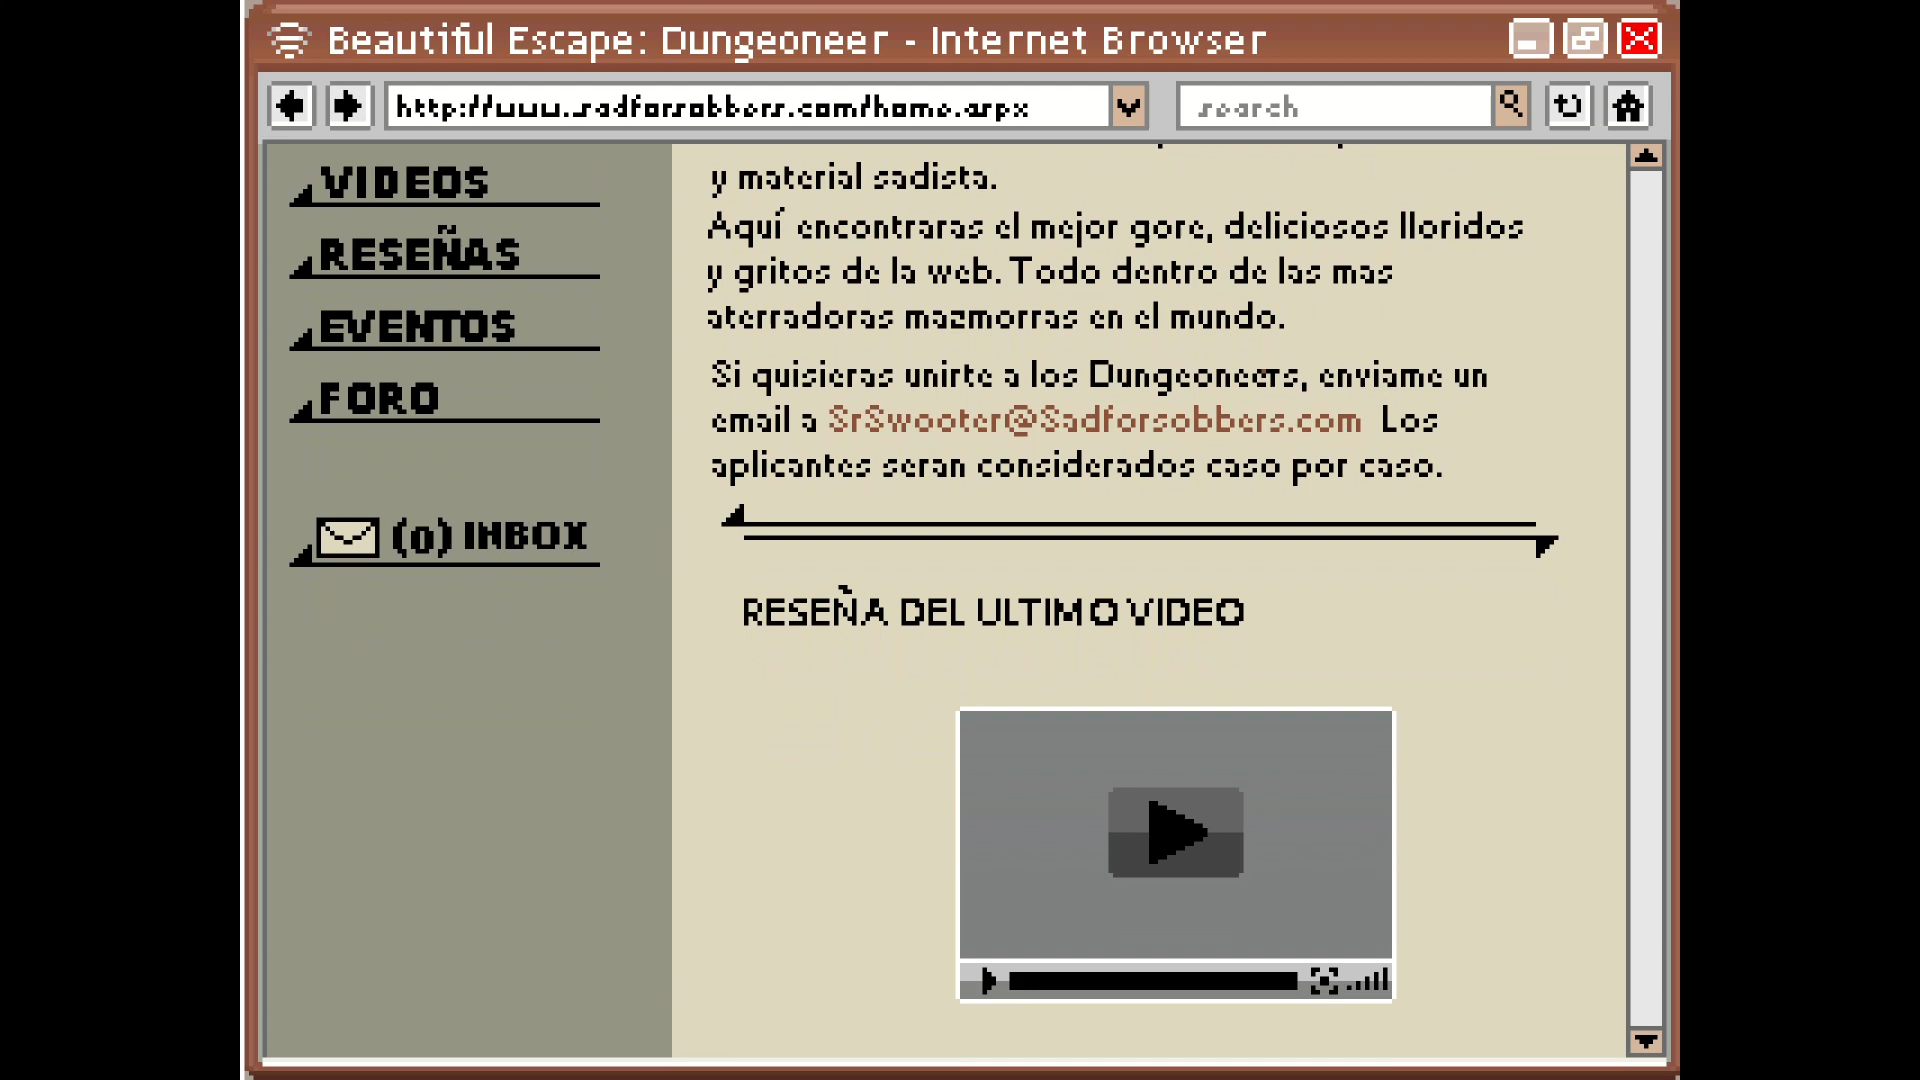 Beautiful Escape: Dungeoneer - Internet Browser
http://www.sadforsobbers.com/home.aspx
search
VIDEOS
RESEÑAS
EVENTOS
FORO
(0) INBOX
y material sadista.
Aquí encontraras el mejor gore, deliciosos lloridos
y gritos de la web. Todo dentro de las mas
aterradoras mazmorras en el mundo.
Si quisieras unirte a los Dungeoneers, enviame un
email a SrSwooter@Sadforsobbers.com Los
aplicantes seran considerados caso por caso.
RESEÑA DEL ULTIMO VIDEO